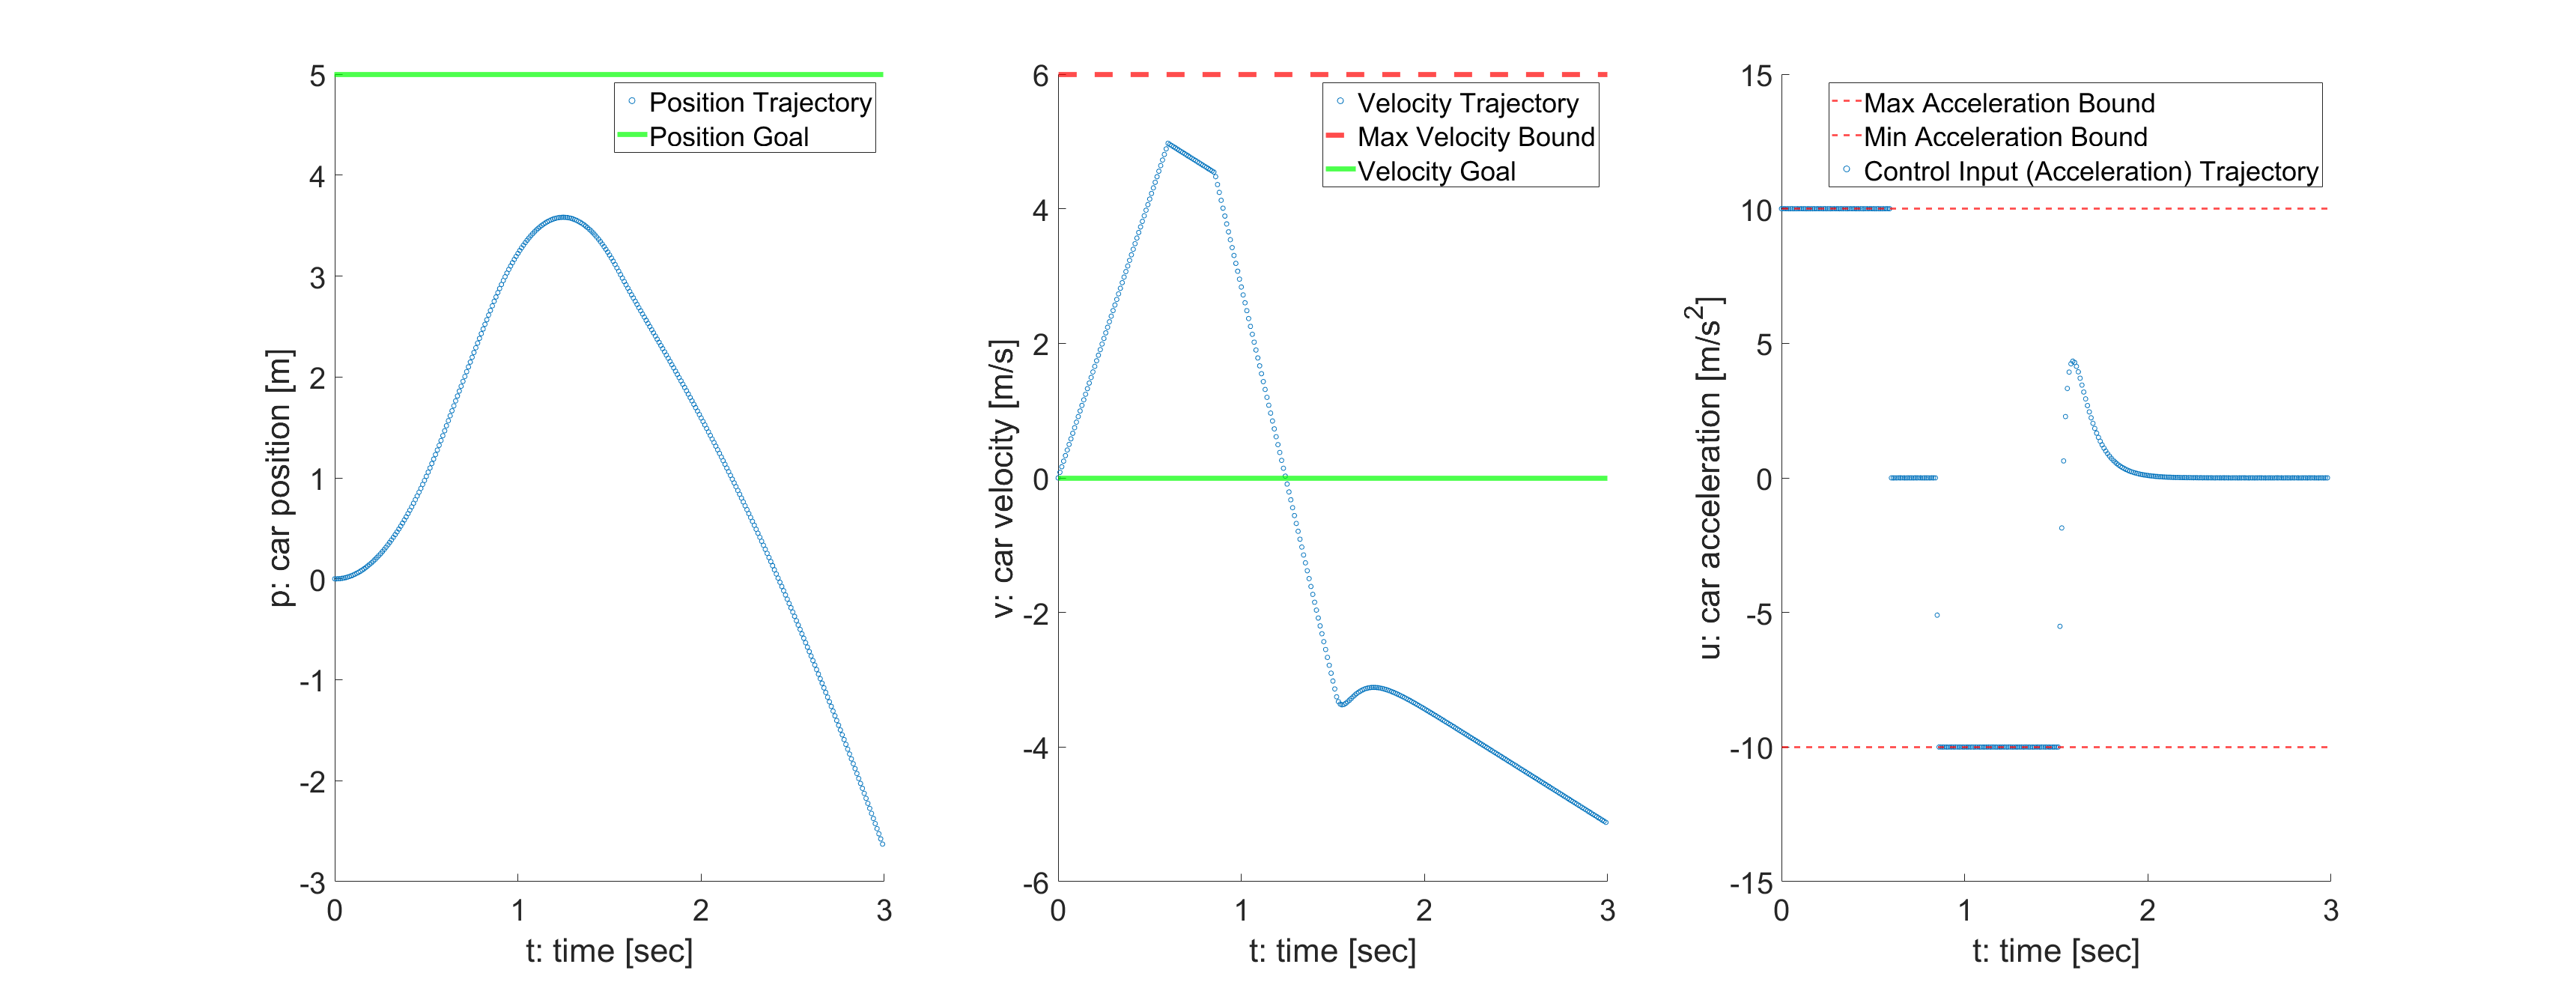 5
4
3
2
1
0
-1
-2
-3
0
1
2
3
p: car position [m]
t: time [sec]
Position Trajectory
Position Goal
6
4
2
0
-2
-4
-6
0
1
2
3
v: car velocity [m/s]
t: time [sec]
Velocity Trajectory
Max Velocity Bound
Velocity Goal
15
10
5
0
-5
-10
-15
0
1
2
3
u: car acceleration [m/s²]
t: time [sec]
Max Acceleration Bound
Min Acceleration Bound
Control Input (Acceleration) Trajectory